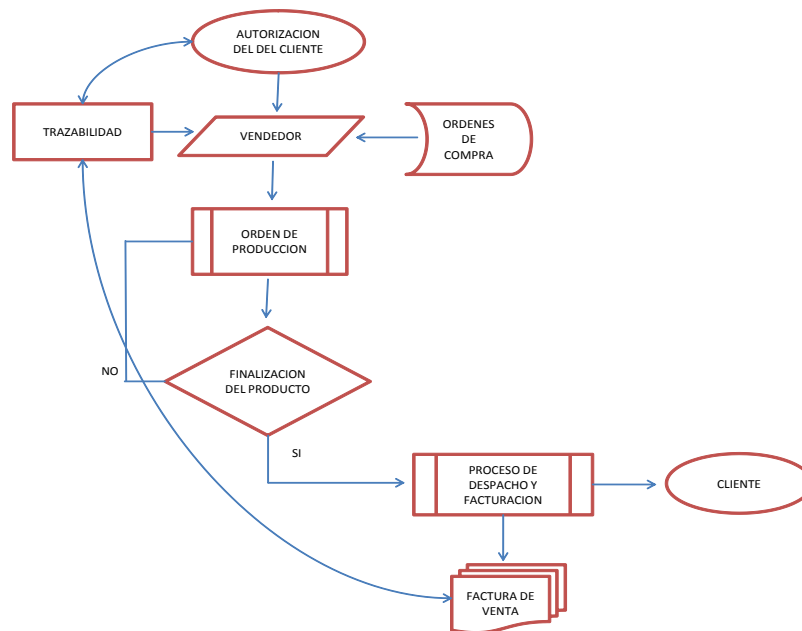 AUTORIZACION
DEL DEL CLIENTE
TRAZABILIDAD
VENDEDOR
ORDENES
DE
COMPRA
ORDEN DE
PRODUCCION
NO
FINALIZACION
DEL PRODUCTO
SI
PROCESO DE
DESPACHO Y
FACTURACION
CLIENTE
FACTURA DE
VENTA